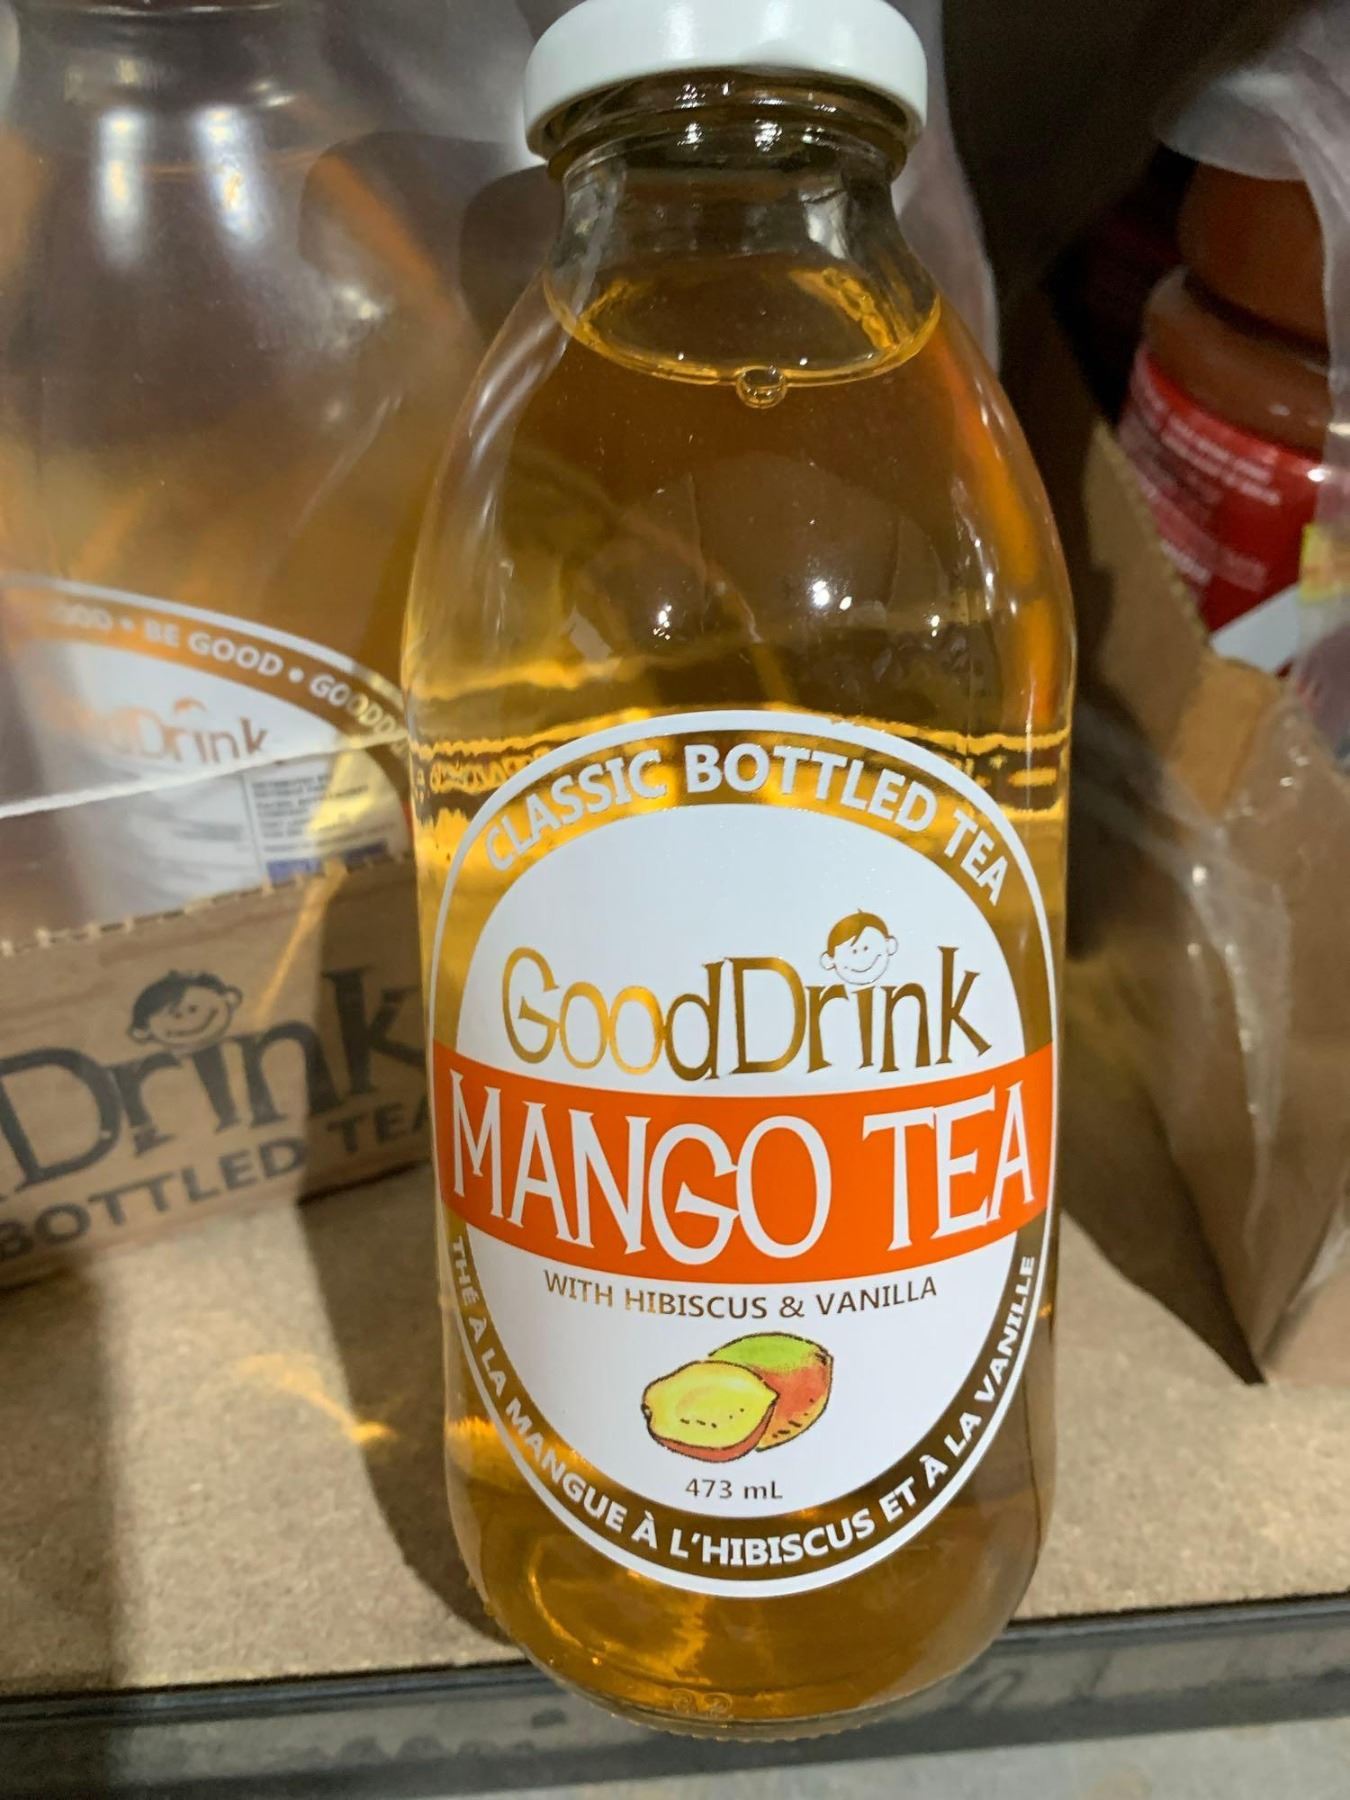 CLASSIC BOTTLED TEA
GoodDrink
MANGO TEA
WITH HIBISCUS & VANILLA
473 mL
THÉ À LA MANGUE À L'HIBISCUS ET À LA VANILLE
BE GOOD •
Drink
Drink
BOTTLED TEA